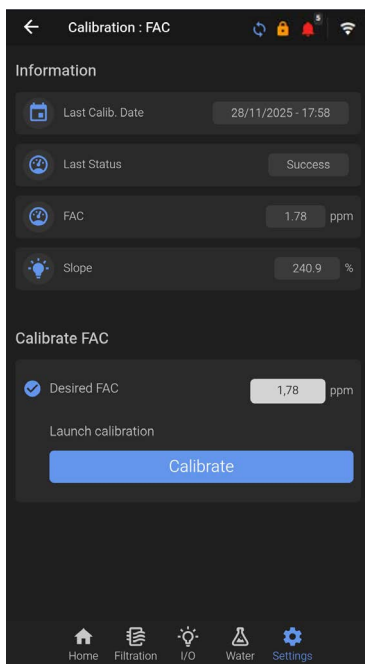 Calibration : FAC
5
Information
Last Calib. Date 28/11/2025 - 17:58
Last Status Success
FAC 1.78 ppm
Slope 240.9 %
Calibrate FAC
Desired FAC 1,78 ppm
Launch calibration
Calibrate
Home Filtration I/O Water Settings